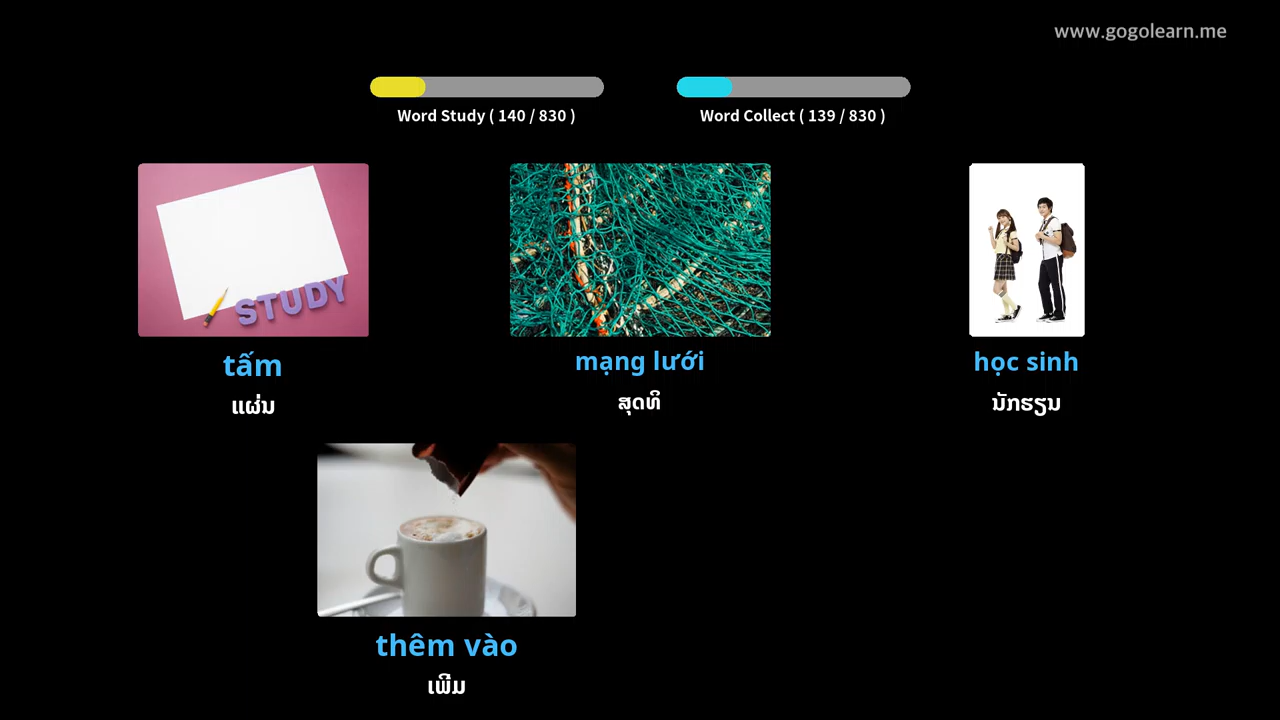 www.gogolearn.me
Word Study ( 140 / 830 )
Word Collect ( 139 / 830 )
STUDY
tấm
mạng lưới
học sinh
ແຜ່ນ
ສຸດທິ
ນັກຮຽນ
thêm vào
ເພີ່ມ